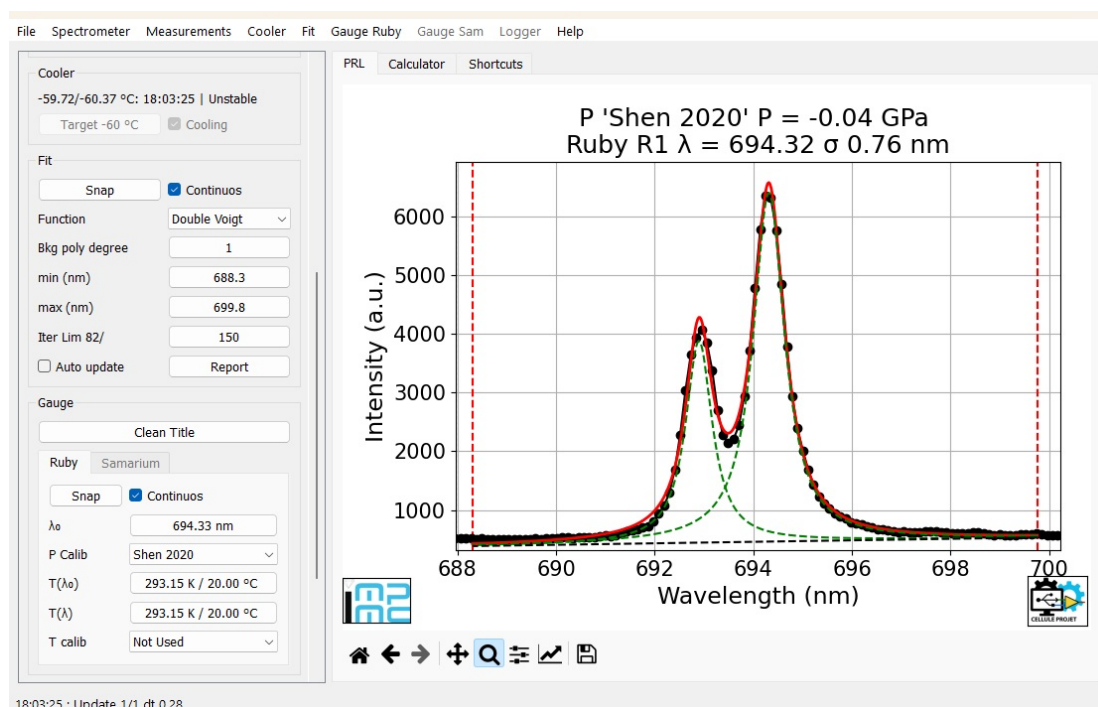 File Spectrometer Measurements Cooler Fit Gauge Ruby Gauge Sam Logger Help
Cooler
-59.72/-60.37 ºC: 18:03:25 | Unstable
Target -60 ºC Cooling
Fit
Snap Continuos
Function Double Voigt
Bkg poly degree 1
min (nm) 688.3
max (nm) 699.8
Iter Lim 82/ 150
Auto update Report
Gauge
Clean Title
Ruby Samarium
Snap Continuos
λ₀ 694.33 nm
P Calib Shen 2020
T(λ₀) 293.15 K / 20.00 ºC
T(λ) 293.15 K / 20.00 ºC
T calib Not Used
18:03:25 : Update 1/1 dt 0.28
PRL Calculator Shortcuts
P 'Shen 2020' P = -0.04 GPa
Ruby R1 λ = 694.32 σ 0.76 nm
Intensity (a.u.)
6000
5000
4000
3000
2000
1000
688 690 692 694 696 698 700
Wavelength (nm)
CELLULE PROJET